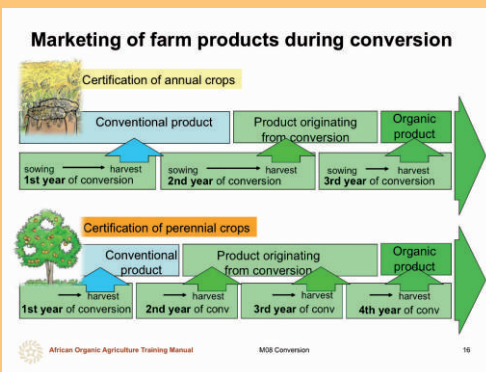 Marketing of farm products during conversion
Certification of annual crops
Conventional product
Product originating
from conversion
Organic
product
sowing harvest
1st year of conversion
sowing harvest
2nd year of conversion
sowing harvest
3rd year of conversion
Certification of perennial crops
Conventional
product
Product originating
from conversion
Organic
product
harvest
1st year of conversion
harvest
2nd year of conv
harvest
3rd year of conv
harvest
4th year of conv
African Organic Agriculture Training Manual M08 Conversion 16